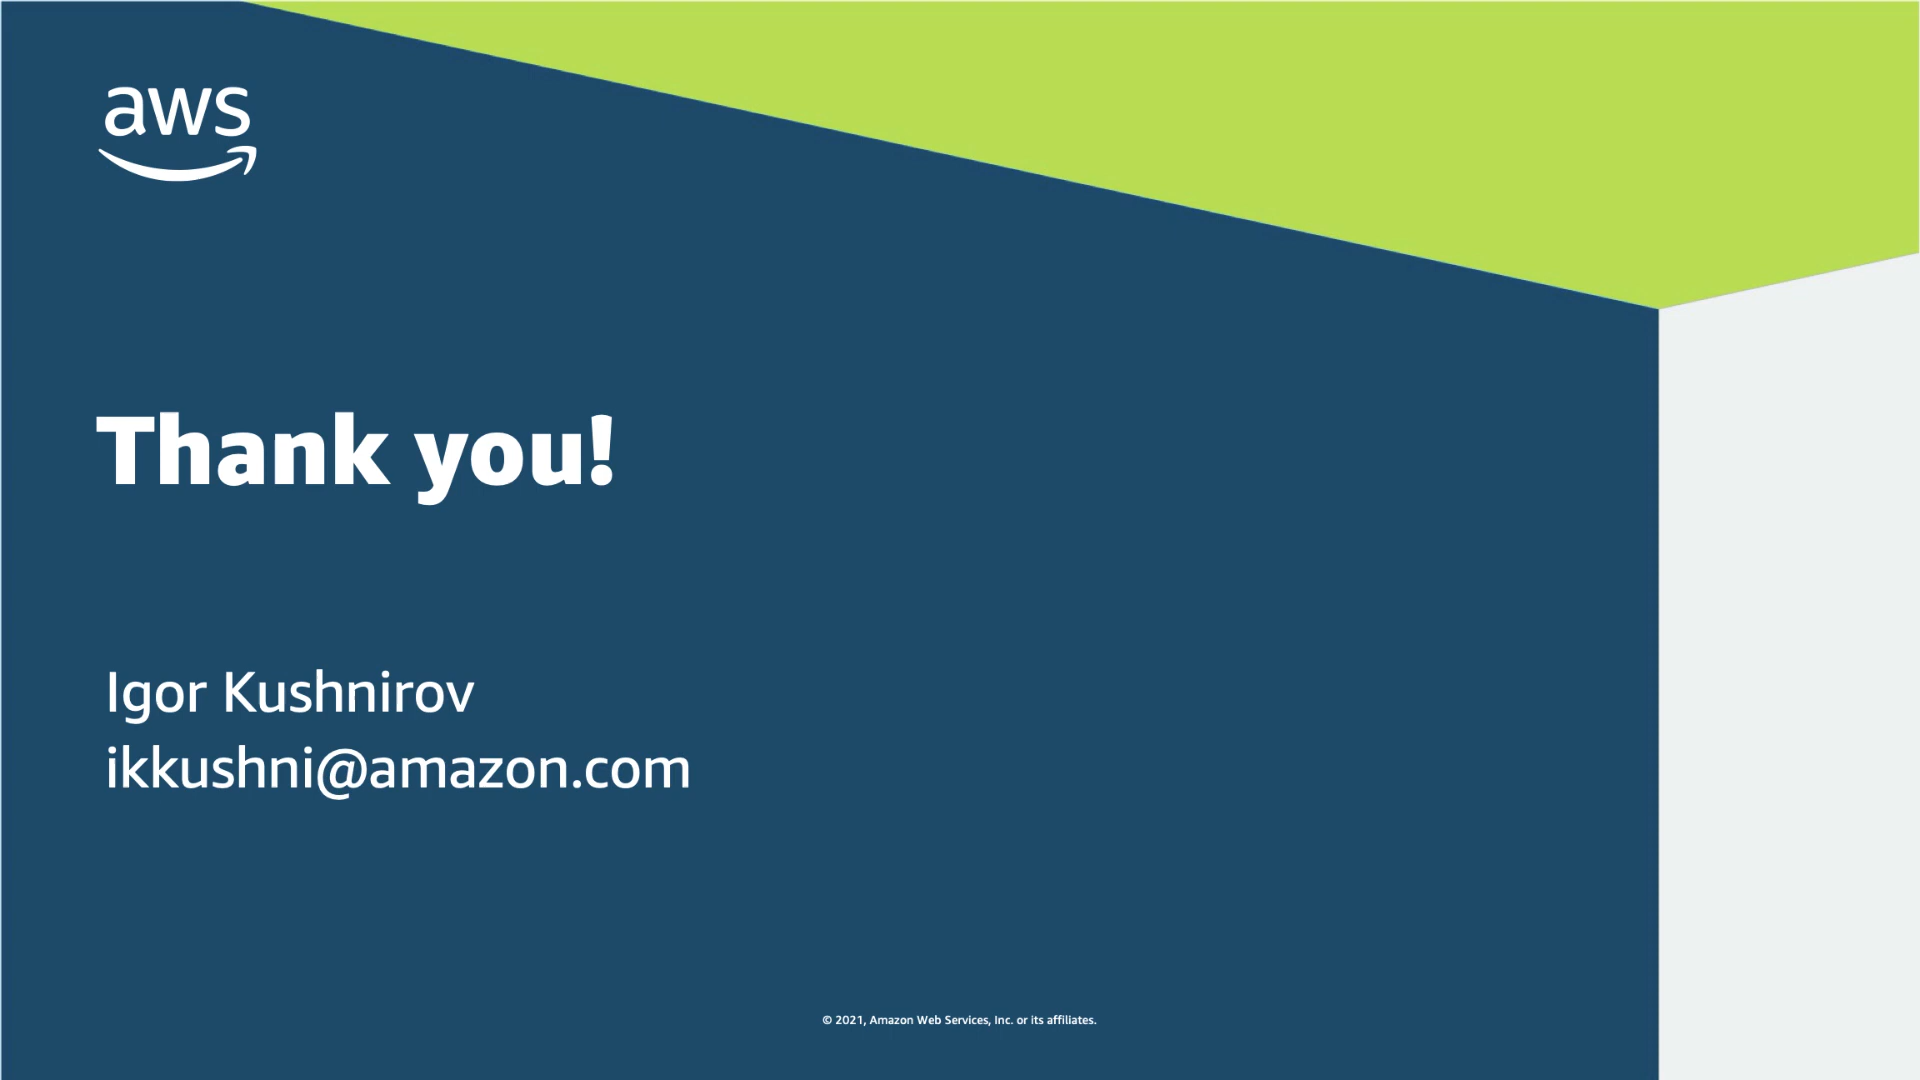 aws
Thank you!
Igor Kushnirov
ikkushni@amazon.com
© 2021, Amazon Web Services, Inc. or its affiliates.